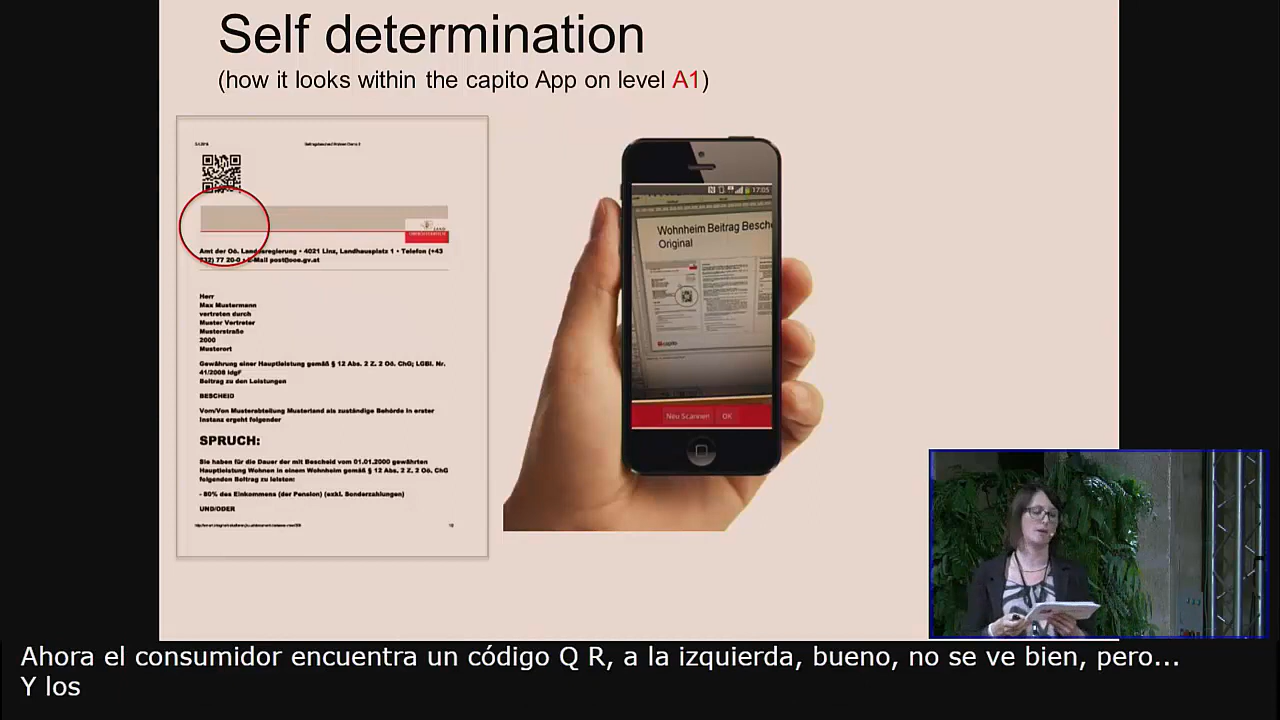 Self determination
(how it looks within the capito App on level A1)
Amt der Oö. Landesregierung • 4021 Linz, Landhausplatz 1 • Telefon (+43
732) 77 20-0 • E-Mail post@ooe.gv.at
LAND
Herr
Max Mustermann
vertreten durch
Muster Vertreter
Musterstraße
2000
Musterort
Gewährung einer Hauptleistung gemäß § 12 Abs. 2 Z. 2 Oö. ChG; LGBl. Nr.
41/2008 idgF
Beitrag zu den Leistungen
BESCHEID
Vom/Von Musterabteilung Musterland als zuständige Behörde in erster
Instanz ergeht folgender
SPRUCH:
Sie haben für die Dauer der mit Bescheid vom 01.01.2000 gewährten
Hauptleistung Wohnen in einem Wohnheim gemäß § 12 Abs. 2 Z. 2 Oö. ChG
folgenden Beitrag zu leisten:
- 80% des Einkommens (der Pension) (exkl. Sonderzahlungen)
UND/ODER
17:05
Wohnheim Beitrag Besche
Original
capito
Neu Scannen OK
Ahora el consumidor encuentra un código Q R, a la izquierda, bueno, no se ve bien, pero...
Y los